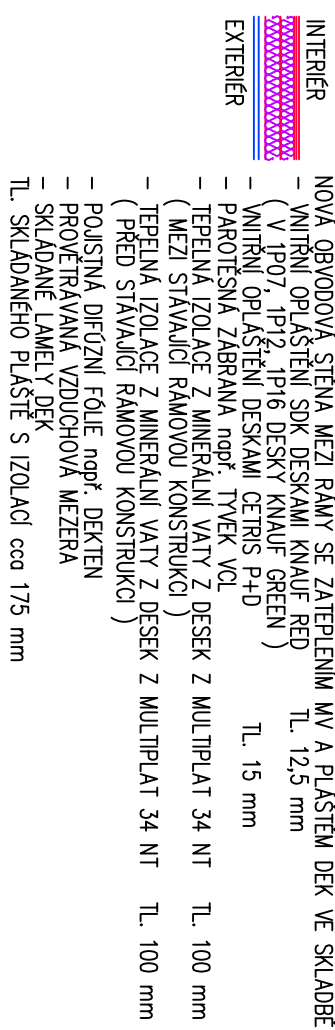 INTERIÉR
EXTERIÉR
NOVÁ OBVODOVÁ STĚNA MEZI RÁMY SE ZATEPLENÍM MV A PLÁŠTĚM DEK VE SKLADBĚ
- VNITŘNÍ OPLÁŠTĚNÍ SDK DESKAMI KNAUF RED TL. 12,5 mm
( V 1P07, 1P12, 1P16 DESKY KNAUF GREEN )
- VNITŘNÍ OPLÁŠTĚNÍ DESKAMI CETRIS P+D TL. 15 mm
- PAROTĚSNÁ ZÁBRANA např. TYVEK VCL
- TEPELNÁ IZOLACE Z MINERÁLNÍ VATY Z DESEK Z MULTIPLAT 34 NT TL. 100 mm
( MEZI STÁVAJÍCÍ RÁMOVOU KONSTRUKCI )
- TEPELNÁ IZOLACE Z MINERÁLNÍ VATY Z DESEK Z MULTIPLAT 34 NT TL. 100 mm
( PŘED STÁVAJÍCÍ RÁMOVOU KONSTRUKCI )
- POJISTNÁ DIFÚZNÍ FÓLIE např. DEKTEN
- PROVĚTRÁVANÁ VZDUCHOVÁ MEZERA
- SKLÁDANÉ LAMELY DEK
TL. SKLÁDANÉHO PLÁŠTĚ S IZOLACÍ cca 175 mm